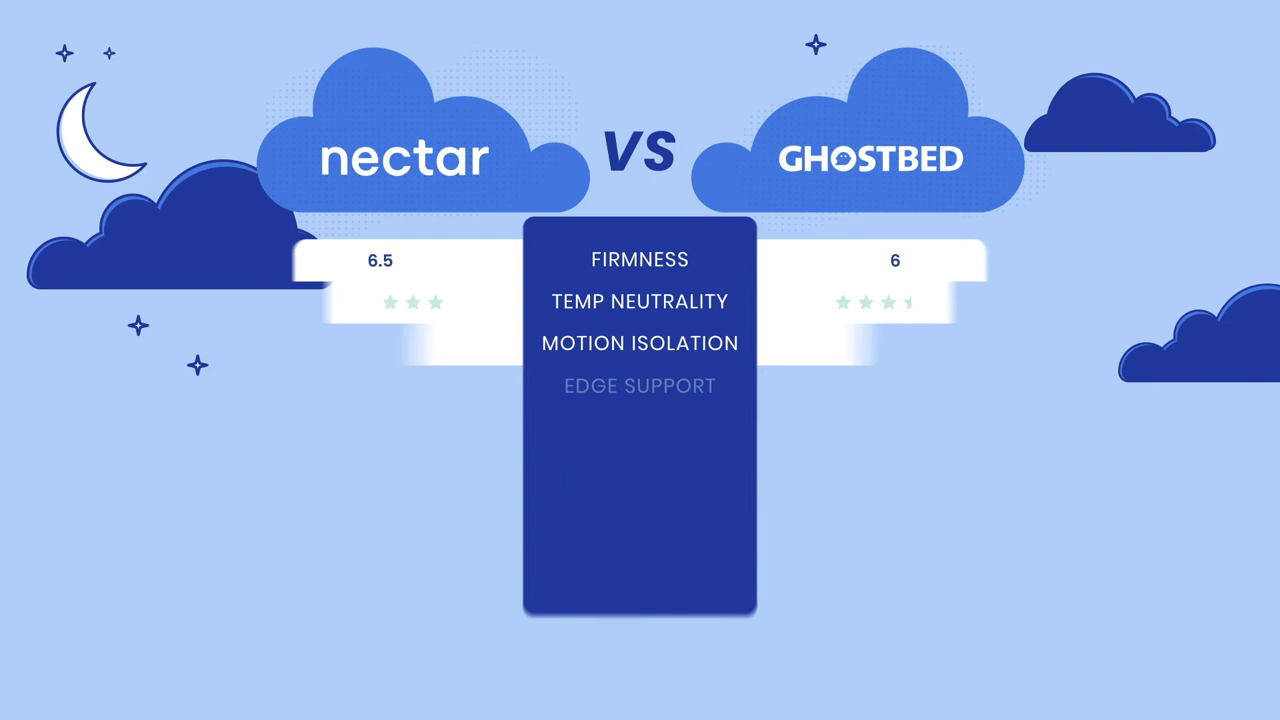 nectar
VS
GHOSTBED
6.5 FIRMNESS 6
TEMP NEUTRALITY
MOTION ISOLATION
EDGE SUPPORT